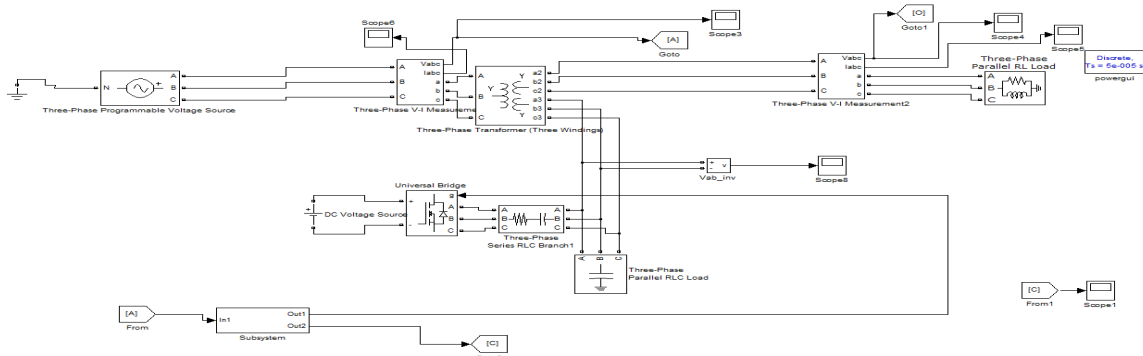 Scope6
Scope3
[A]
Goto
[O]
Goto1
Scope4
Scope5
Discrete,
Ts = 5e-005 s
powergui
N
A
B
C
Three-Phase Programmable Voltage Source
A
B
C
Vabc
Iabc
a
b
c
Three-Phase V-I Measureme
A
B
C
Y
Y
Y
a2
b2
c2
a3
b3
c3
Three-Phase Transformer (Three Windings)
A
B
C
Vabc
Iabc
a
b
c
Three-Phase V-I Measurement2
Three-Phase
Parallel RL Load
A
B
C
+
-
v
Vab_inv
Scope8
Universal Bridge
+
-
g
A
B
C
+
DC Voltage Source
A
B
C
A
B
C
Three-Phase
Series RLC Branch1
A
B
C
Three-Phase
Parallel RLC Load
[A]
From
In1
Out1
Out2
Subsystem
[C]
[C]
From1
Scope1